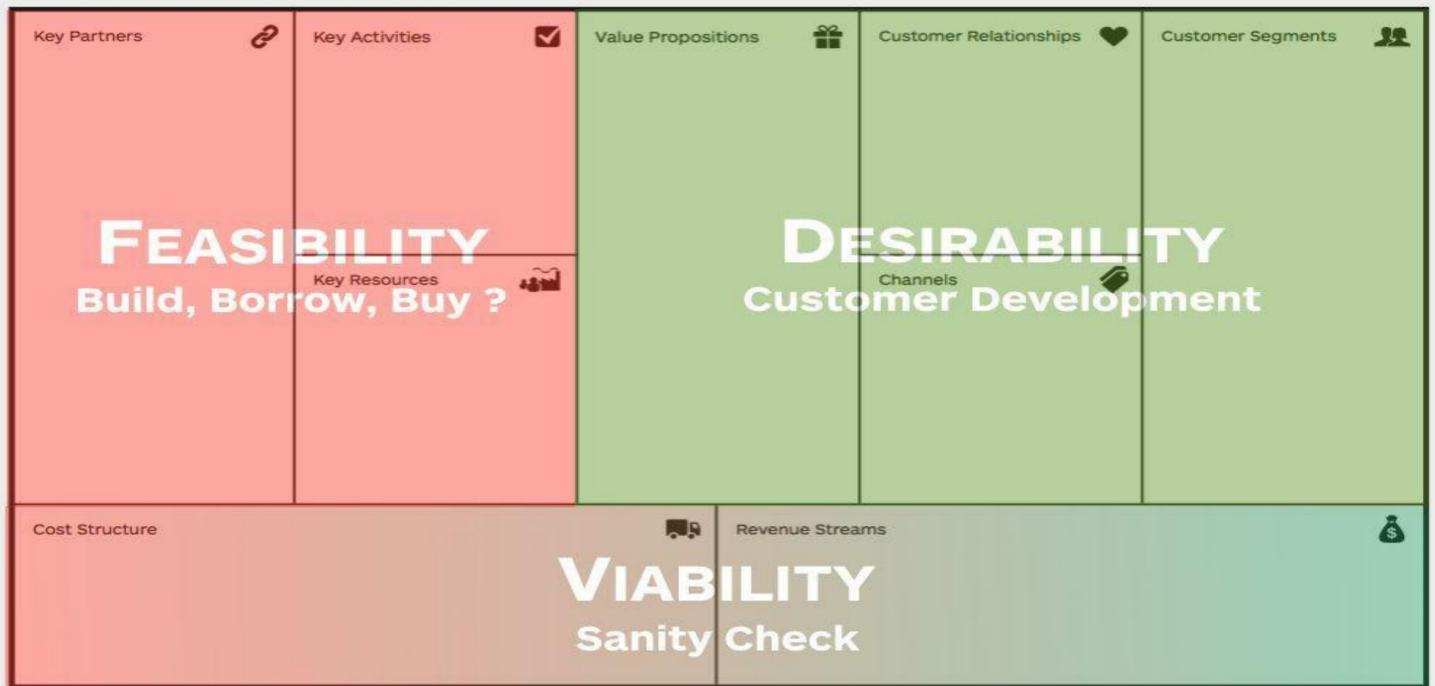 Key Partners
Key Activities
Value Propositions
Customer Relationships
Customer Segments
FEASIBILITY
Key Resources
Build, Borrow, Buy ?
DESIRABILITY
Channels
Customer Development
Cost Structure
Revenue Streams
$
VIABILITY
Sanity Check